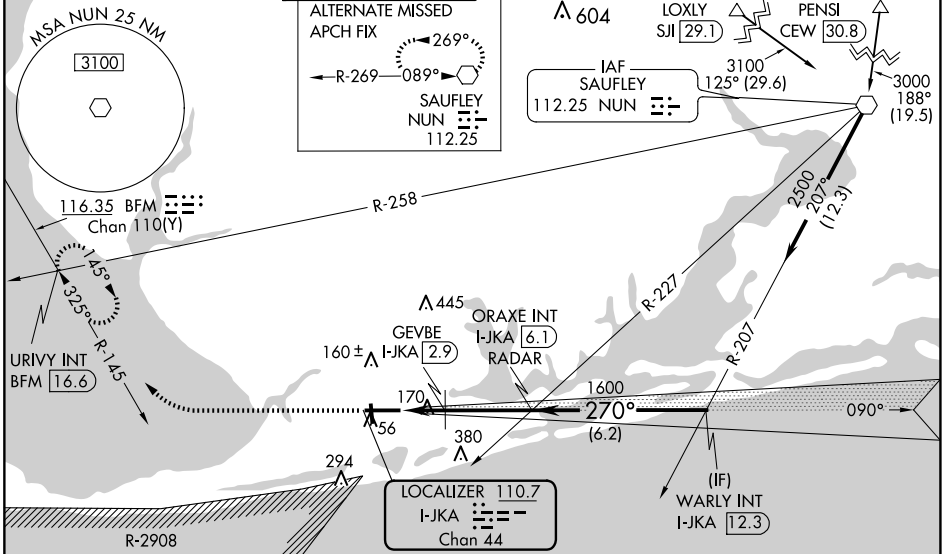 MSA NUN 25 NM
3100
116.35 BFM
Chan 110(Y)
ALTERNATE MISSED
APCH FIX
269°
R-269
089°
SAUFLEY
NUN
112.25
604
LOXLY
SJI 29.1
PENSI
CEW 30.8
3100
125° (29.6)
3000
188°
(19.5)
IAF
SAUFLEY
112.25 NUN
R-258
2500
207°
(12.3)
R-227
R-207
145°
325°
R-145
URIVY INT
BFM 16.6
445
GEVBE
I-JKA 2.9
ORAXE INT
I-JKA 6.1
RADAR
160 ±
170
56
1600
270°
(6.2)
090°
380
294
(IF)
WARLY INT
I-JKA 12.3
LOCALIZER 110.7
I-JKA
Chan 44
R-2908